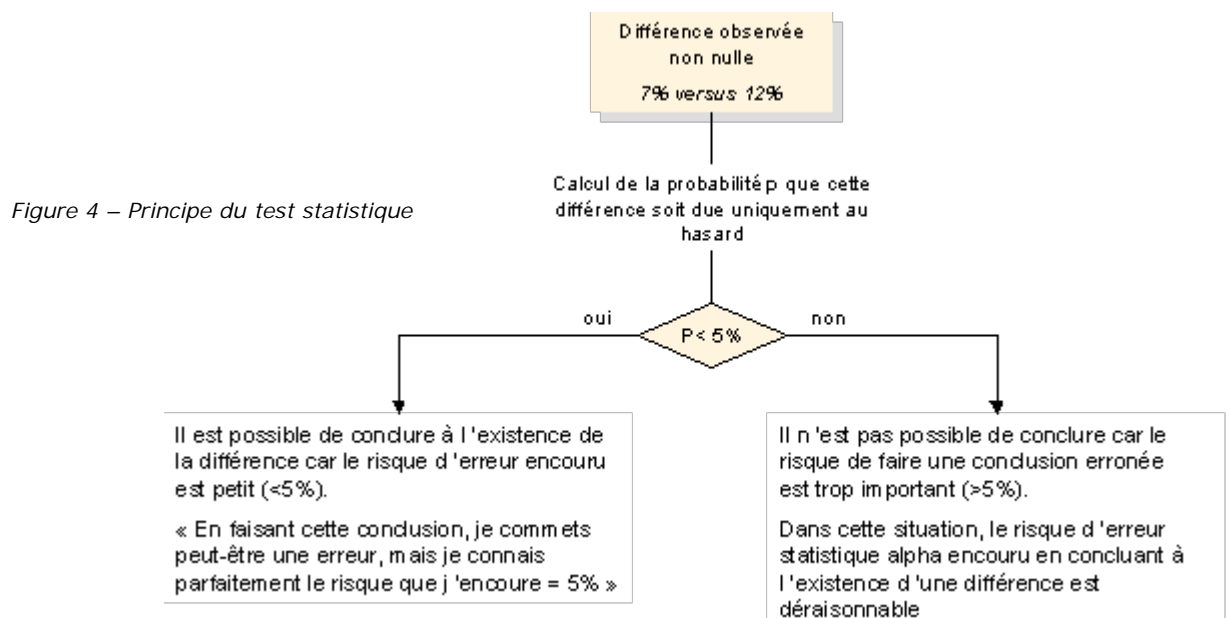 Différence observée
non nulle
7% versus 12%
Calcul de la probabilité p que cette
différence soit due uniquement au
hasard
Figure 4 – Principe du test statistique
oui
P< 5%
non
Il est possible de conclure à l 'existence de
la différence car le risque d 'erreur encouru
est petit (<5%).
« En faisant cette conclusion, je commets
peut-être une erreur, mais je connais
parfaitement le risque que j 'encoure = 5% »
Il n 'est pas possible de conclure car le
risque de faire une conclusion erronée
est trop important (>5%).
Dans cette situation, le risque d 'erreur
statistique alpha encouru en concluant à
l 'existence d 'une différence est
déraisonnable